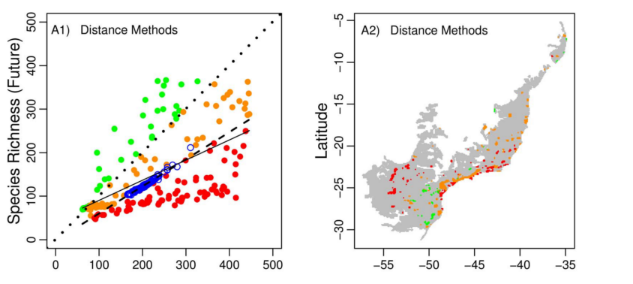 A1) Distance Methods
Species Richness (Future)
500
400
300
200
100
0
0 100 200 300 400 500
A2) Distance Methods
Latitude
−5
−10
−15
−20
−25
−30
−55 −50 −45 −40 −35